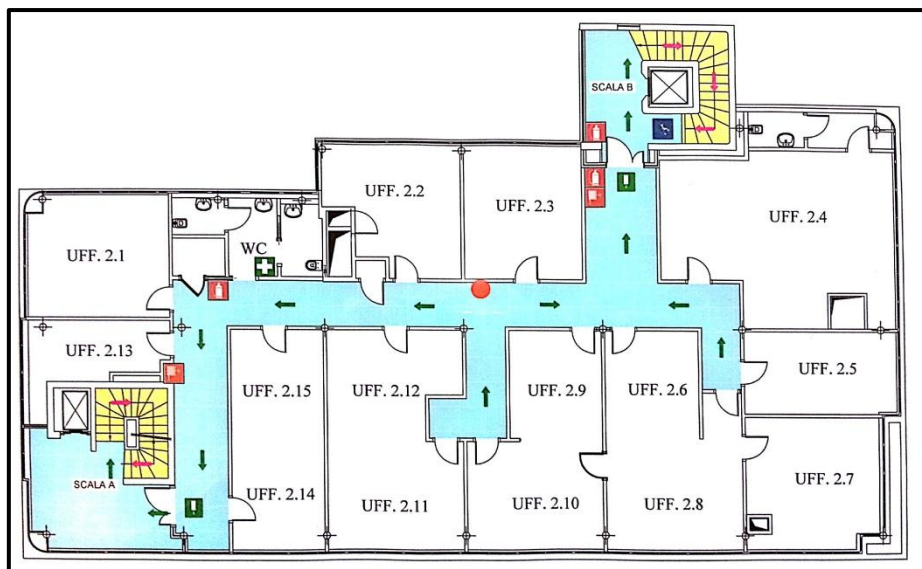 SCALA B
UFF. 2.2
UFF. 2.3
UFF. 2.4
UFF. 2.1
WC
UFF. 2.13
UFF. 2.15
UFF. 2.12
UFF. 2.9
UFF. 2.6
UFF. 2.5
SCALA A
UFF. 2.14
UFF. 2.11
UFF. 2.10
UFF. 2.8
UFF. 2.7